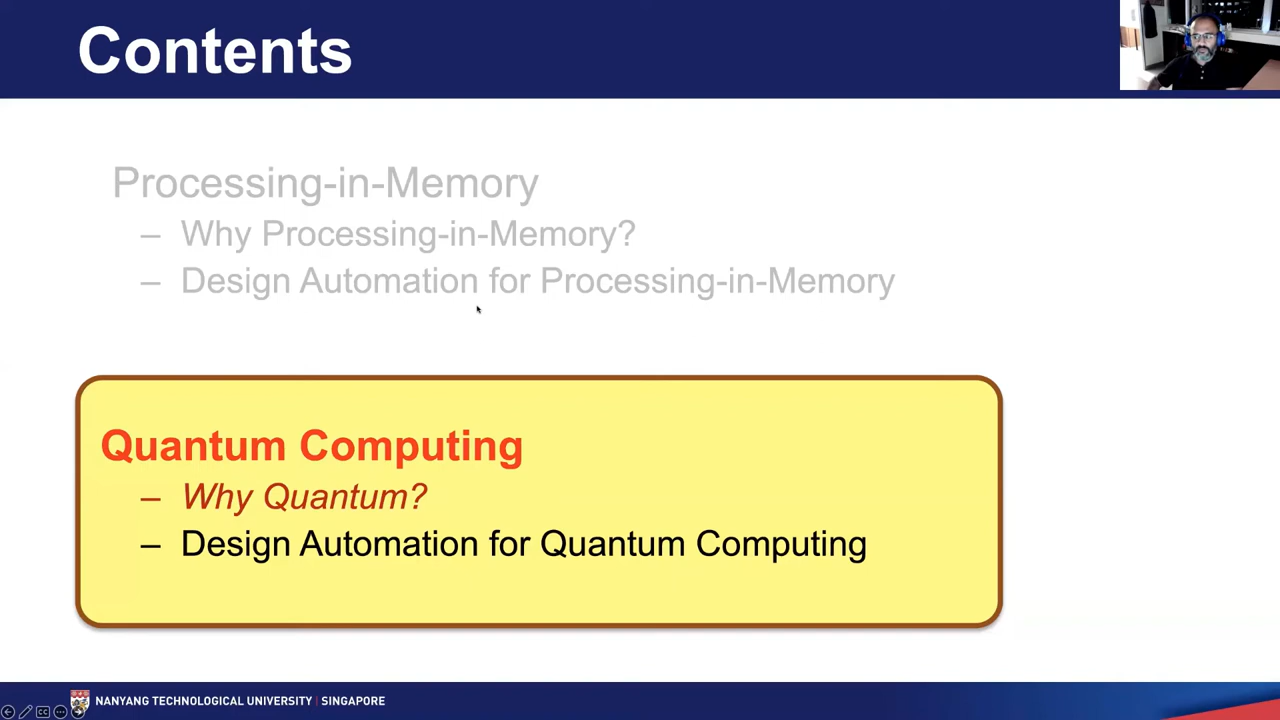 Contents
Processing-in-Memory
– Why Processing-in-Memory?
– Design Automation for Processing-in-Memory
Quantum Computing
– Why Quantum?
– Design Automation for Quantum Computing
NANYANG TECHNOLOGICAL UNIVERSITY | SINGAPORE
CC